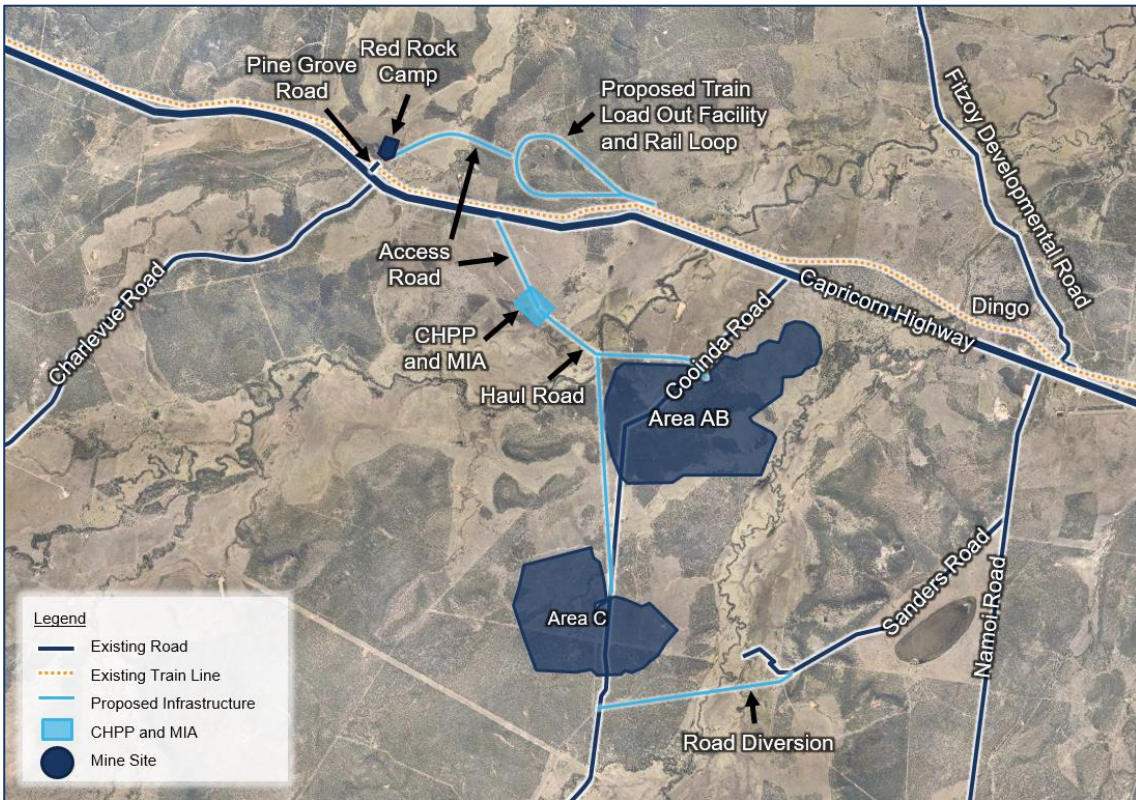 Red Rock
Camp
Pine Grove
Road
Proposed Train
Load Out Facility
and Rail Loop
Fitzoy Developmental Road
Access
Road
Charlevue Road
CHPP
and MIA
Haul Road
Cooinda Road
Capricorn Highway
Dingo
Area AB
Area C
Sanders Road
Namoi Road
Road Diversion
Legend
Existing Road
Existing Train Line
Proposed Infrastructure
CHPP and MIA
Mine Site